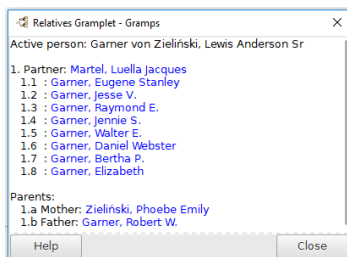 Relatives Gramplet - Gramps
Active person: Garner von Zieliński, Lewis Anderson Sr
1. Partner: Martel, Luella Jacques
1.1 : Garner, Eugene Stanley
1.2 : Garner, Jesse V.
1.3 : Garner, Raymond E.
1.4 : Garner, Jennie S.
1.5 : Garner, Walter E.
1.6 : Garner, Daniel Webster
1.7 : Garner, Bertha P.
1.8 : Garner, Elizabeth
Parents:
1.a Mother: Zieliński, Phoebe Emily
1.b Father: Garner, Robert W.
Help Close